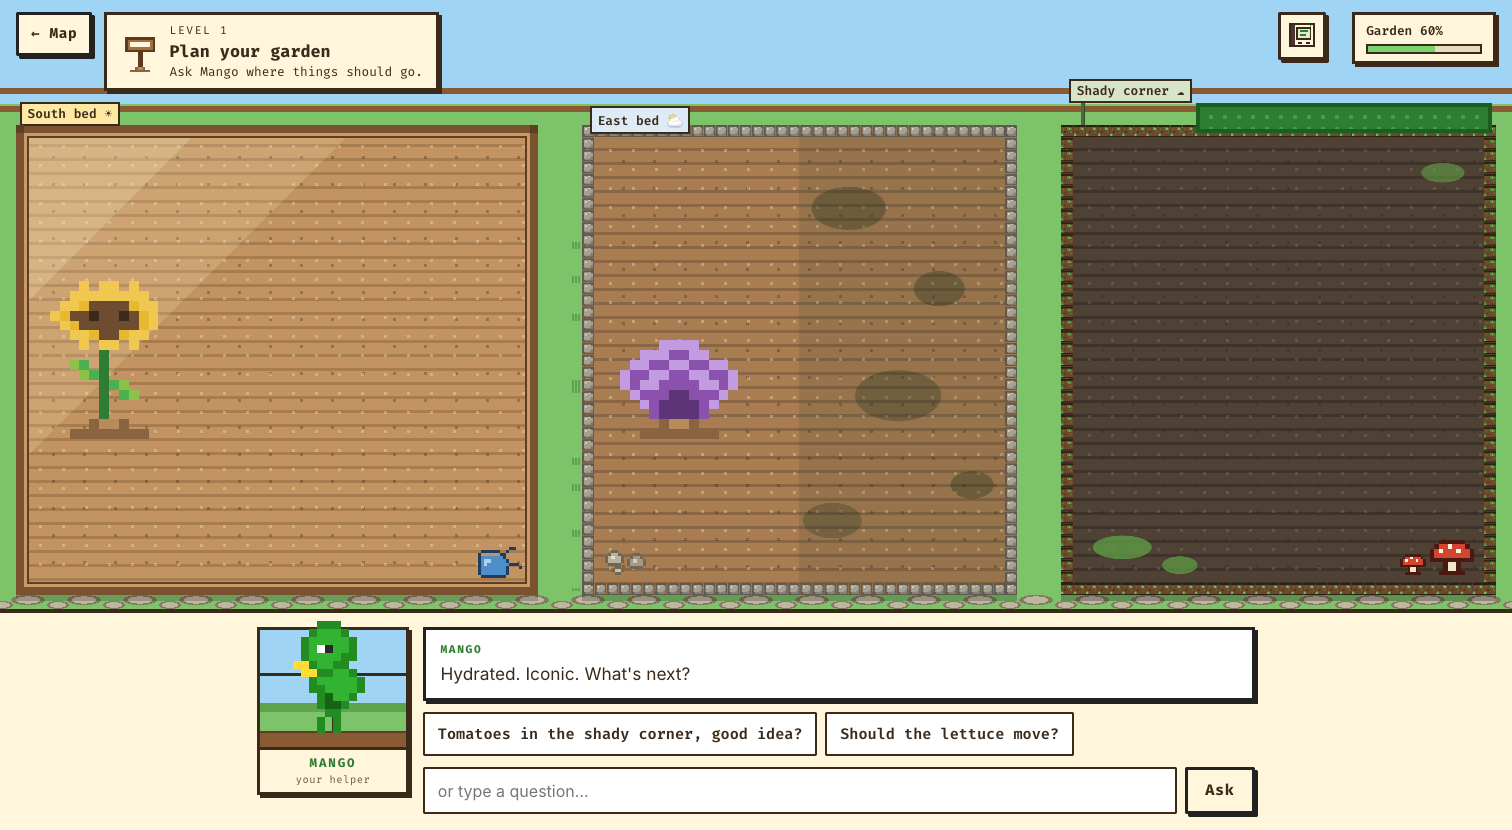 ← Map
LEVEL 1
Plan your garden
Ask Mango where things should go.
Garden 60%
Shady corner ☁
South bed ☀
East bed ⛅
MANGO
Hydrated. Iconic. What's next?
Tomatoes in the shady corner, good idea?
Should the lettuce move?
MANGO
your helper
or type a question...
Ask